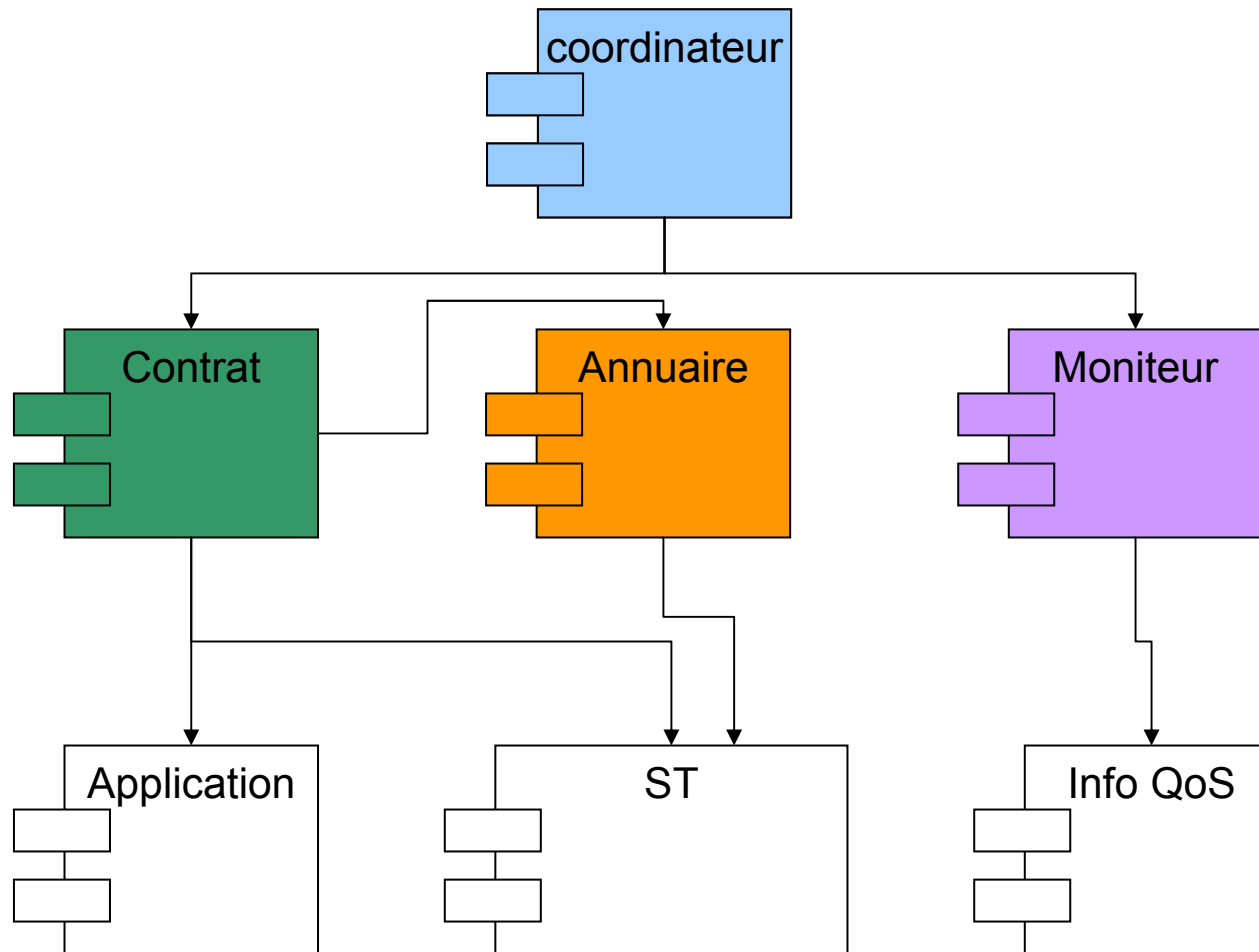 coordinateur
Contrat
Annuaire
Moniteur
Application
ST
Info QoS